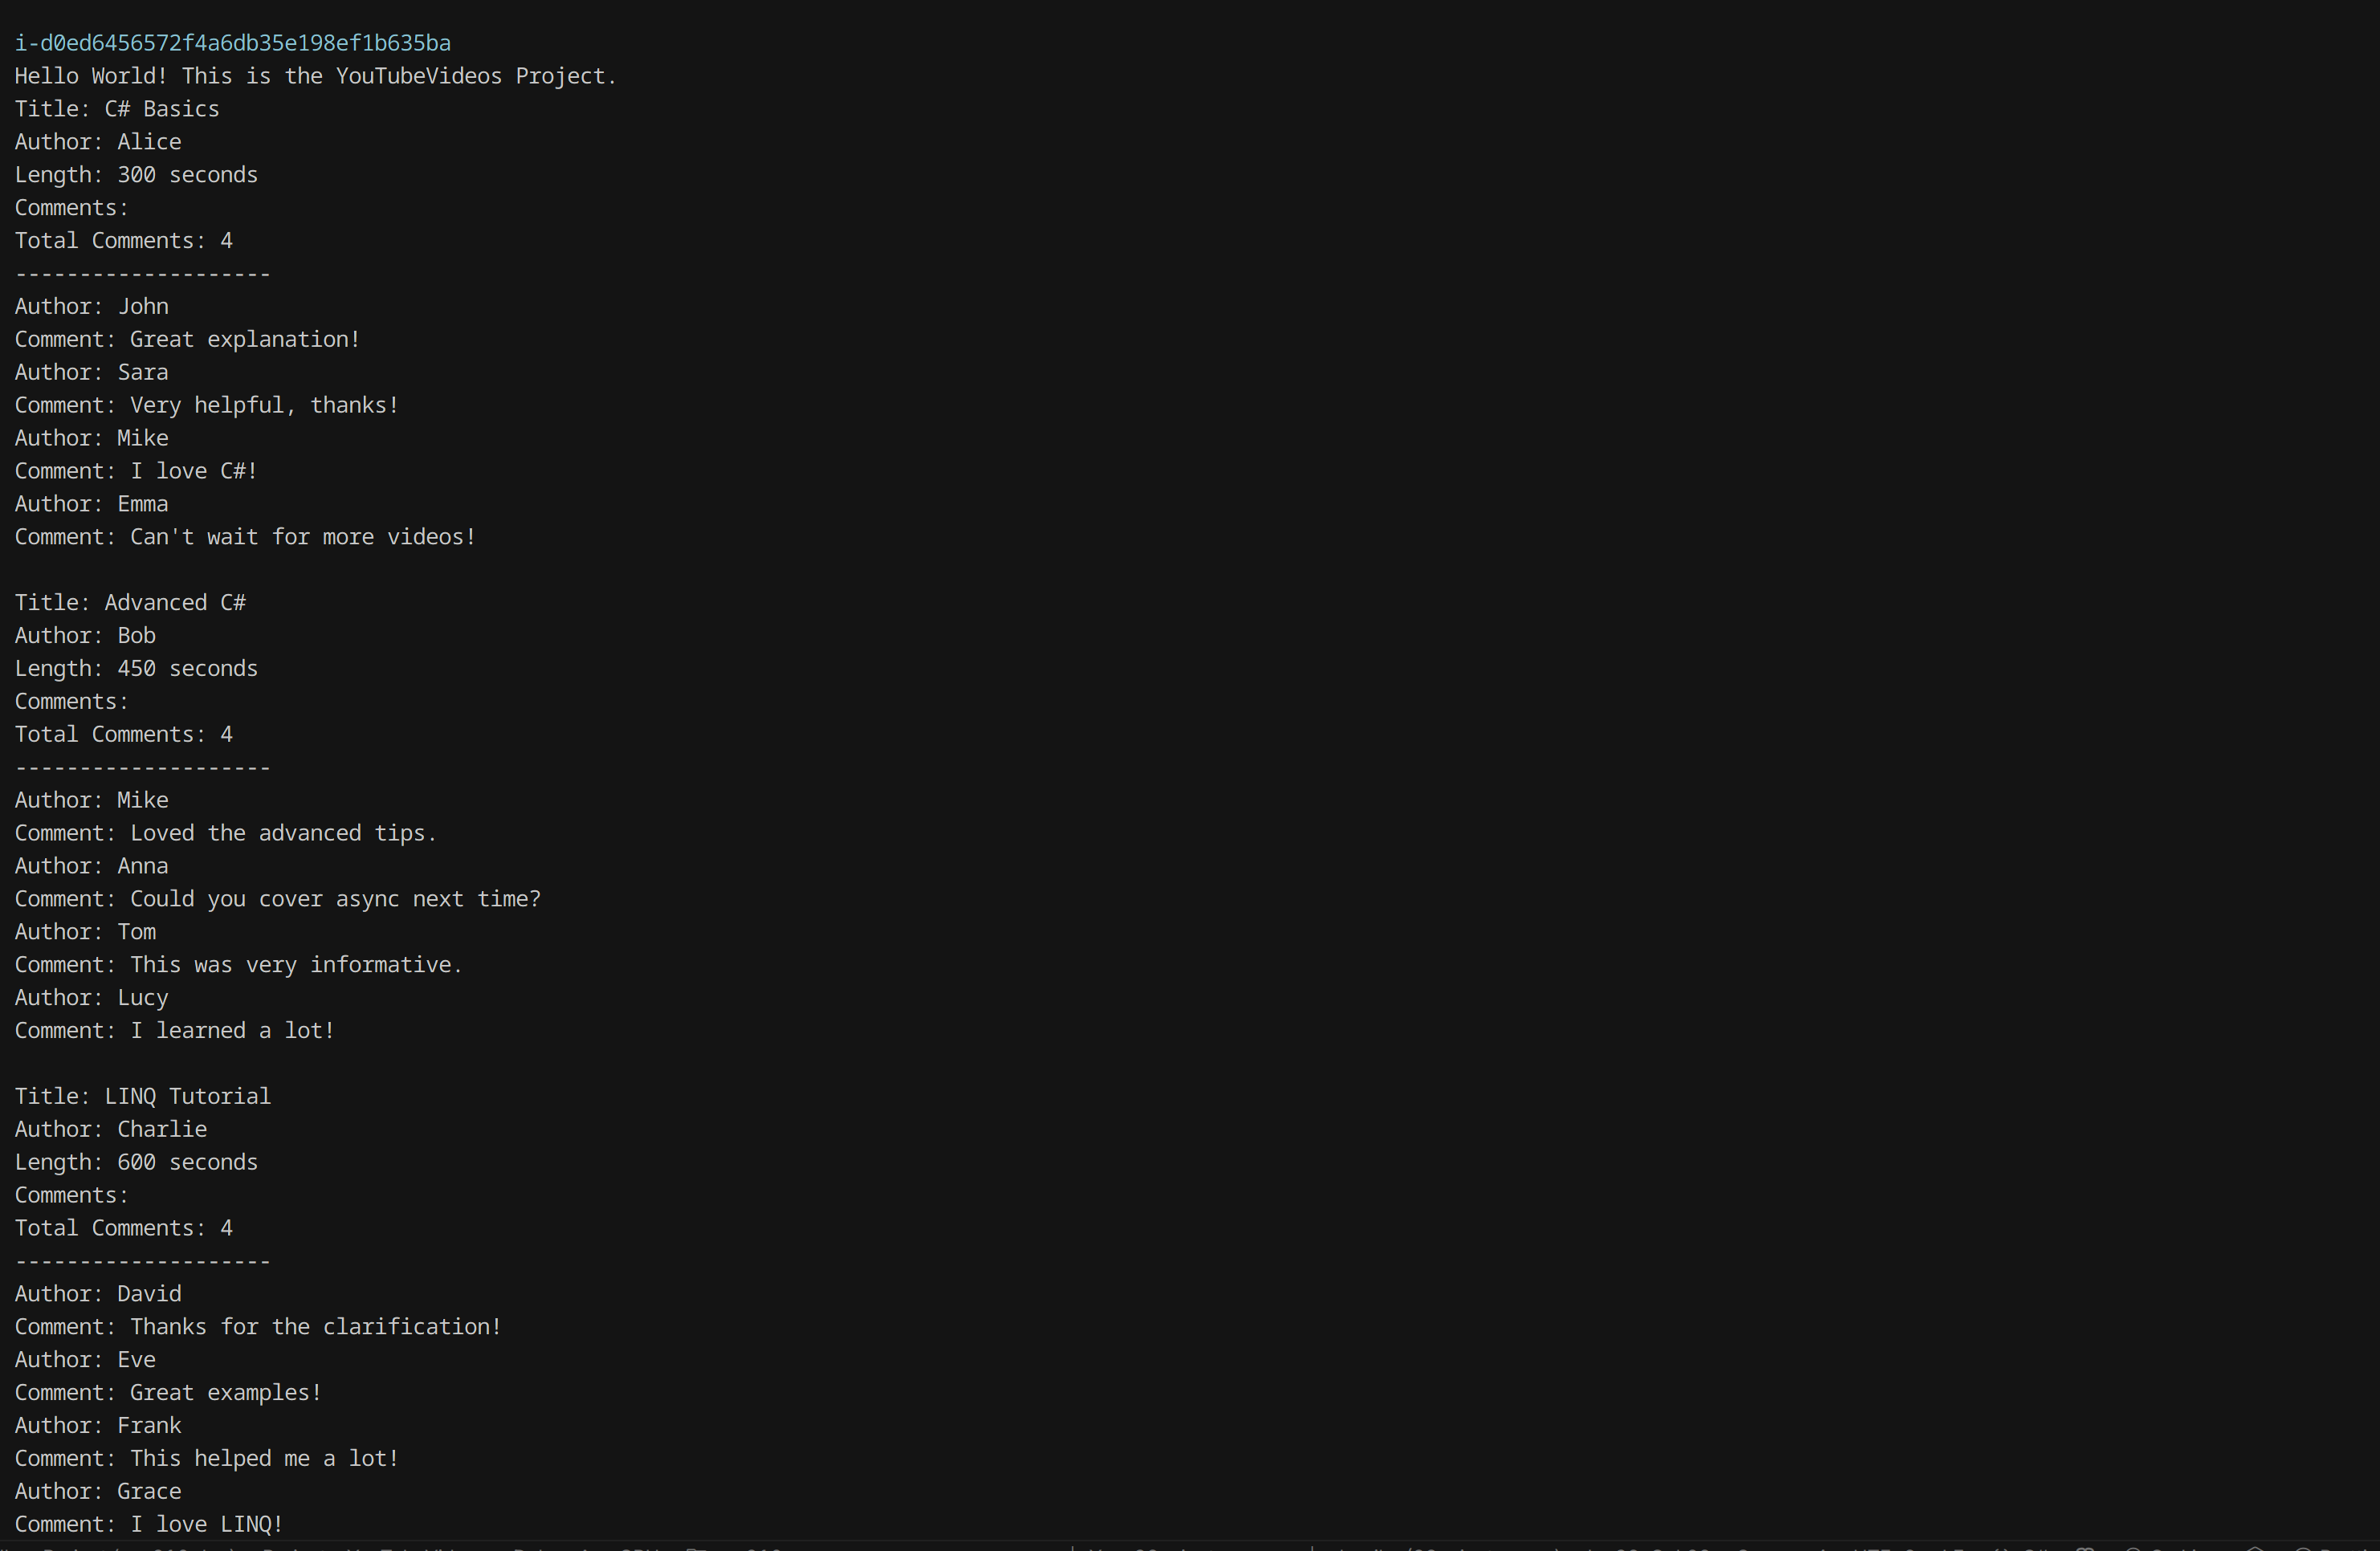 i-d0ed6456572f4a6db35e198ef1b635ba
Hello World! This is the YouTubeVideos Project.
Title: C# Basics
Author: Alice
Length: 300 seconds
Comments:
Total Comments: 4
--------------------
Author: John
Comment: Great explanation!
Author: Sara
Comment: Very helpful, thanks!
Author: Mike
Comment: I love C#!
Author: Emma
Comment: Can't wait for more videos!
Title: Advanced C#
Author: Bob
Length: 450 seconds
Comments:
Total Comments: 4
--------------------
Author: Mike
Comment: Loved the advanced tips.
Author: Anna
Comment: Could you cover async next time?
Author: Tom
Comment: This was very informative.
Author: Lucy
Comment: I learned a lot!
Title: LINQ Tutorial
Author: Charlie
Length: 600 seconds
Comments:
Total Comments: 4
--------------------
Author: David
Comment: Thanks for the clarification!
Author: Eve
Comment: Great examples!
Author: Frank
Comment: This helped me a lot!
Author: Grace
Comment: I love LINQ!